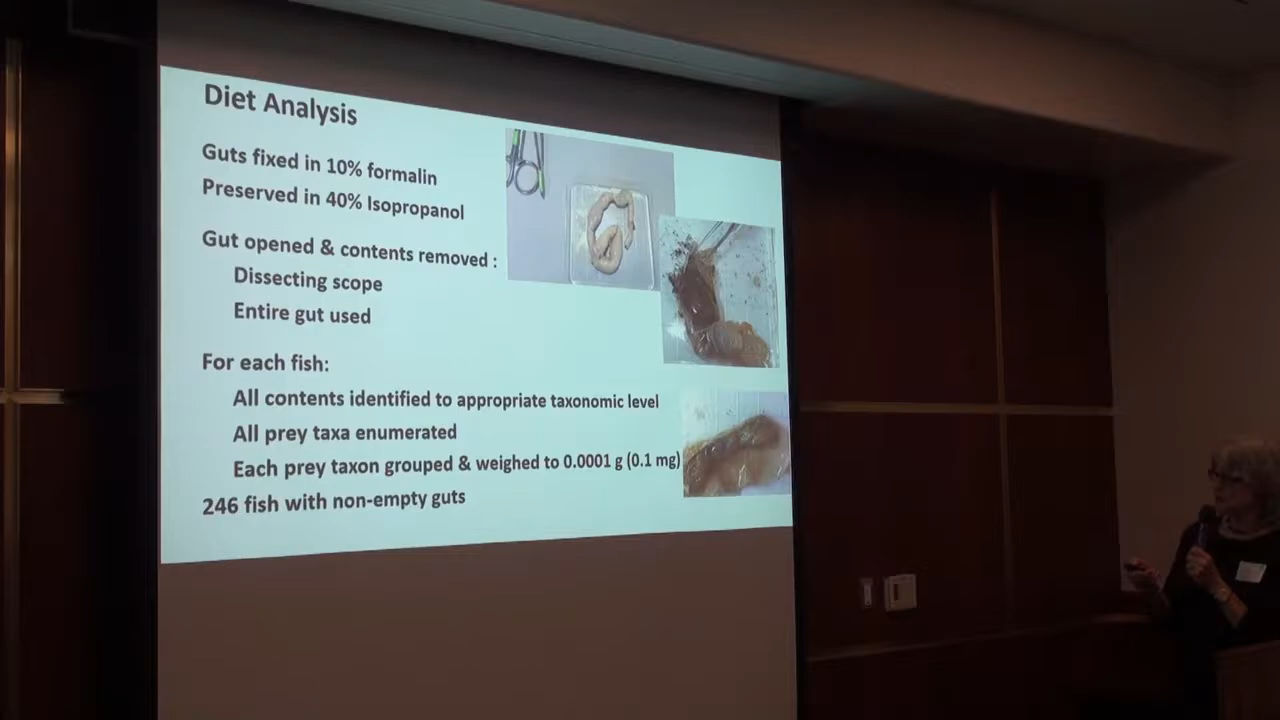 Diet Analysis
Guts fixed in 10% formalin
Preserved in 40% Isopropanol
Gut opened & contents removed :
Dissecting scope
Entire gut used
For each fish:
All contents identified to appropriate taxonomic level
All prey taxa enumerated
Each prey taxon grouped & weighed to 0.0001 g (0.1 mg)
246 fish with non-empty guts